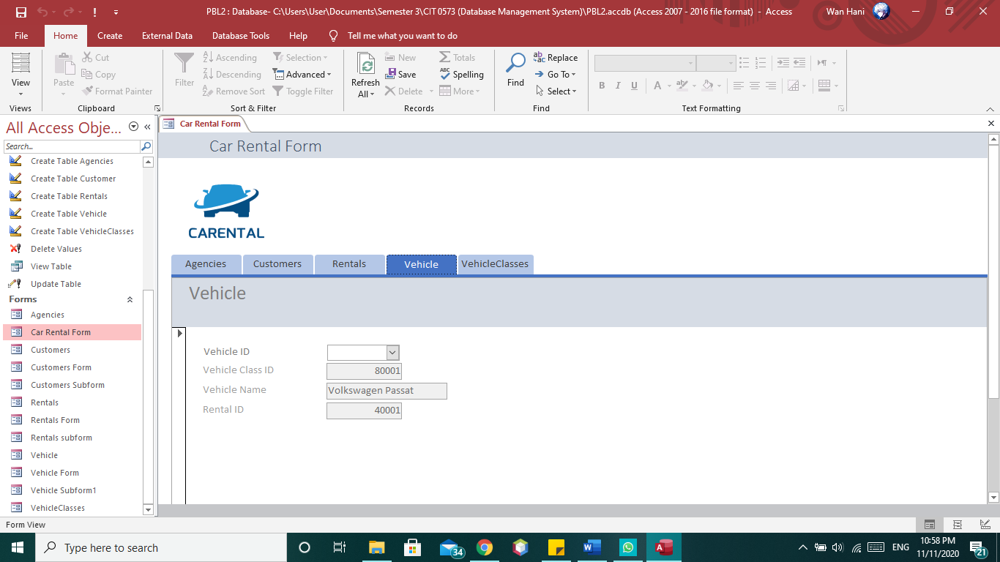 PBL2 : Database- C:\Users\User\Documents\Semester 3\CIT 0573 (Database Management System)\PBL2.accdb (Access 2007 - 2016 file format) - Access
Wan Hani
File Home Create External Data Database Tools Help Tell me what you want to do
View
Views
Paste
Cut
Copy
Format Painter
Clipboard
Filter
Ascending
Descending
Remove Sort
Selection
Advanced
Toggle Filter
Sort & Filter
Refresh
All
New
Save
Delete
Totals
Spelling
More
Records
Find
Replace
Go To
Select
Find
B I U A
Text Formatting
All Access Obje...
Search...
Create Table Agencies
Create Table Customer
Create Table Rentals
Create Table Vehicle
Create Table VehicleClasses
Delete Values
View Table
Update Table
Forms
Agencies
Car Rental Form
Customers
Customers Form
Customers Subform
Rentals
Rentals Form
Rentals subform
Vehicle
Vehicle Form
Vehicle Subform1
VehicleClasses
Car Rental Form
Car Rental Form
CARENTAL
Agencies Customers Rentals Vehicle VehicleClasses
Vehicle
Vehicle ID
Vehicle Class ID 80001
Vehicle Name Volkswagen Passat
Rental ID 40001
Form View
Type here to search
34
ENG
10:58 PM
11/11/2020
21